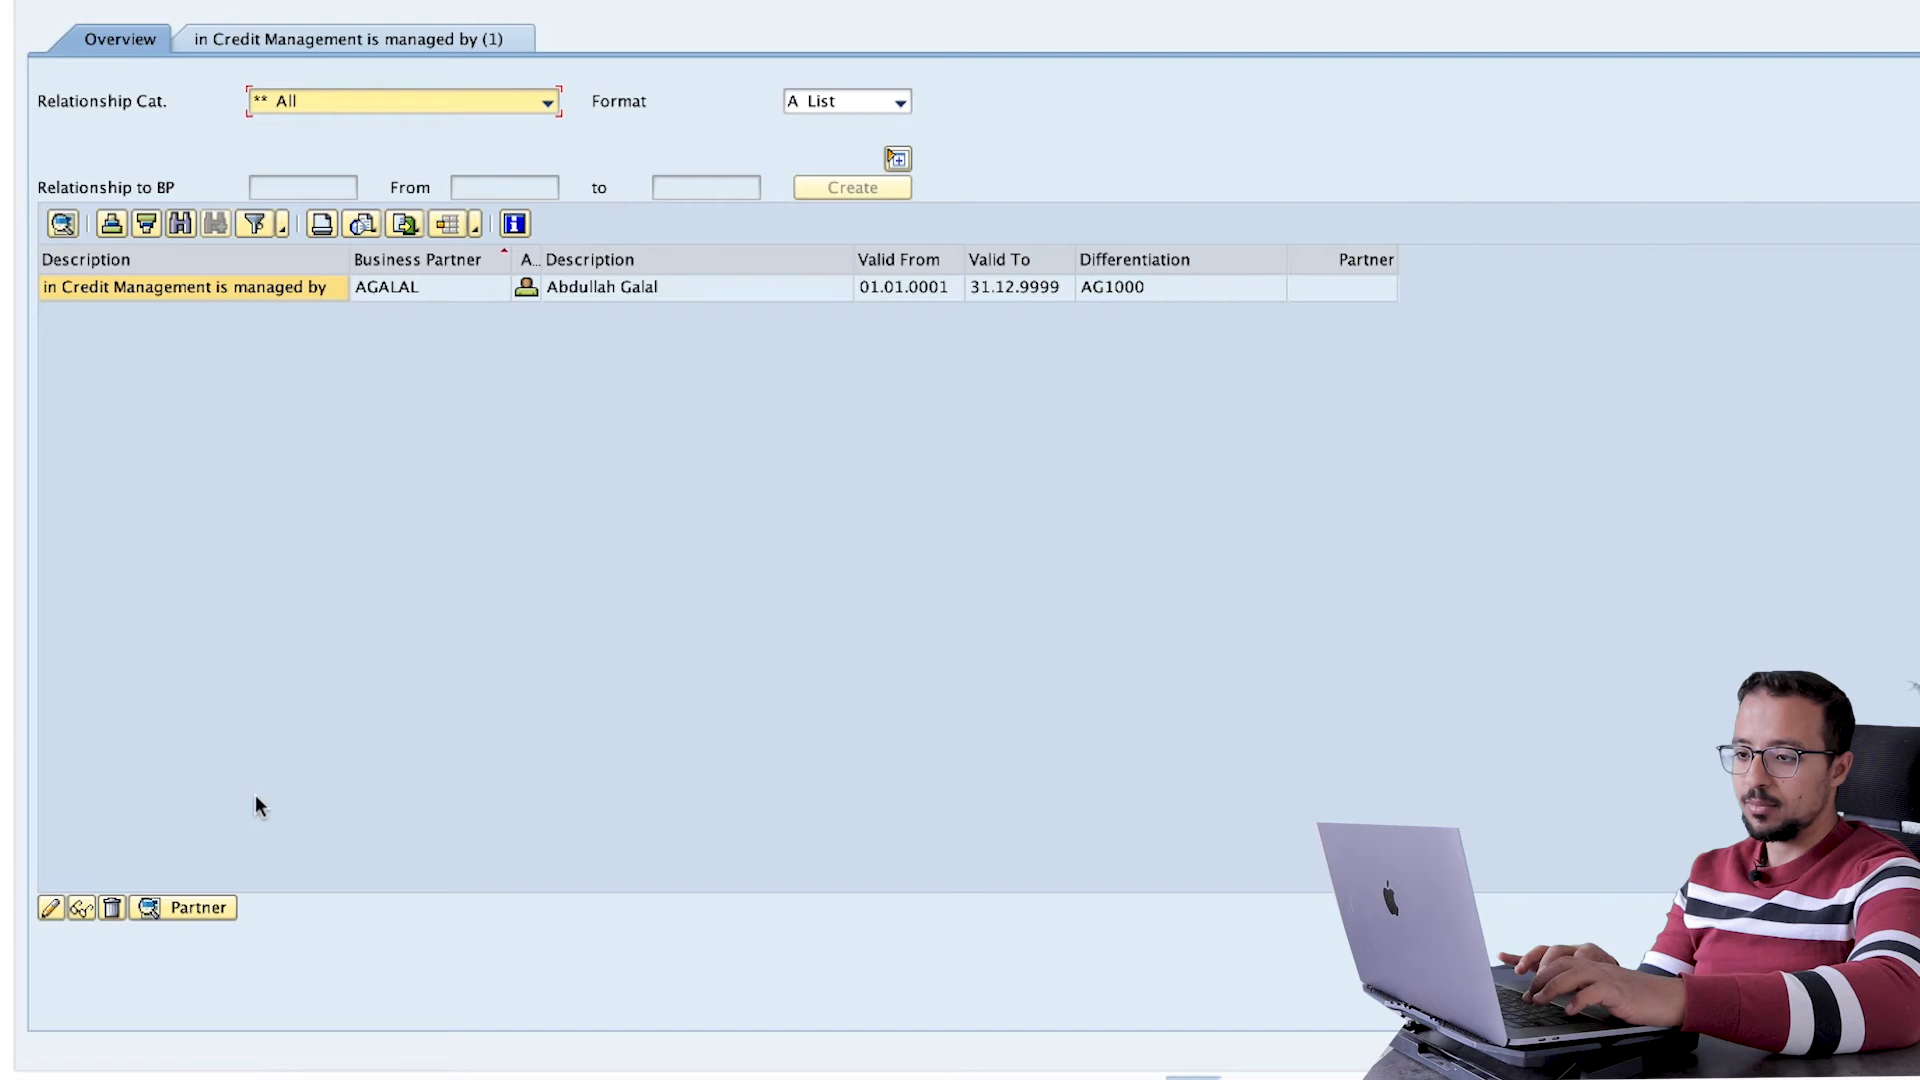 Overview
in Credit Management is managed by (1)
Relationship Cat.
** All
Format
A List
Relationship to BP
From
to
Create
Description Business Partner A.. Description Valid From Valid To Differentiation Partner
in Credit Management is managed by AGALAL Abdullah Galal 01.01.0001 31.12.9999 AG1000
Partner